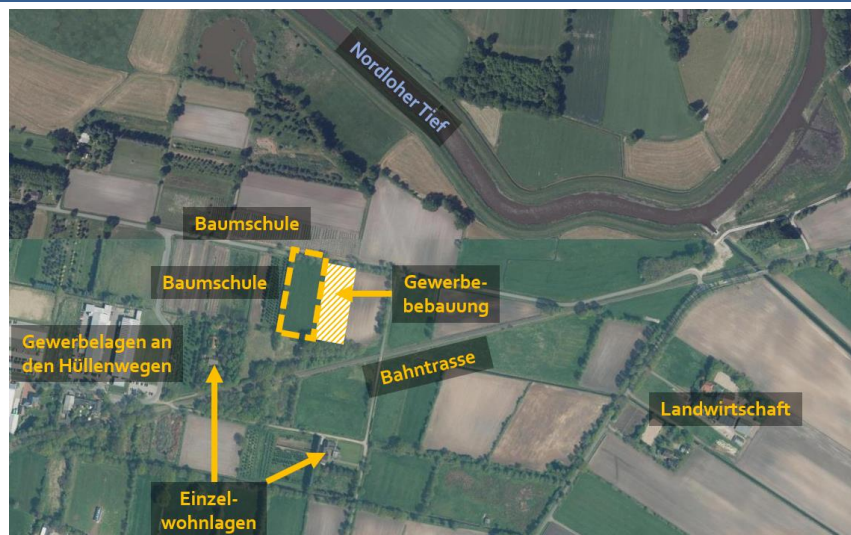 Nordloher Tief
Baumschule
Baumschule
Gewerbe-
bebauung
Gewerbelagen an
den Hüllenwegen
Bahntrasse
Landwirtschaft
Einzel-
wohnlagen